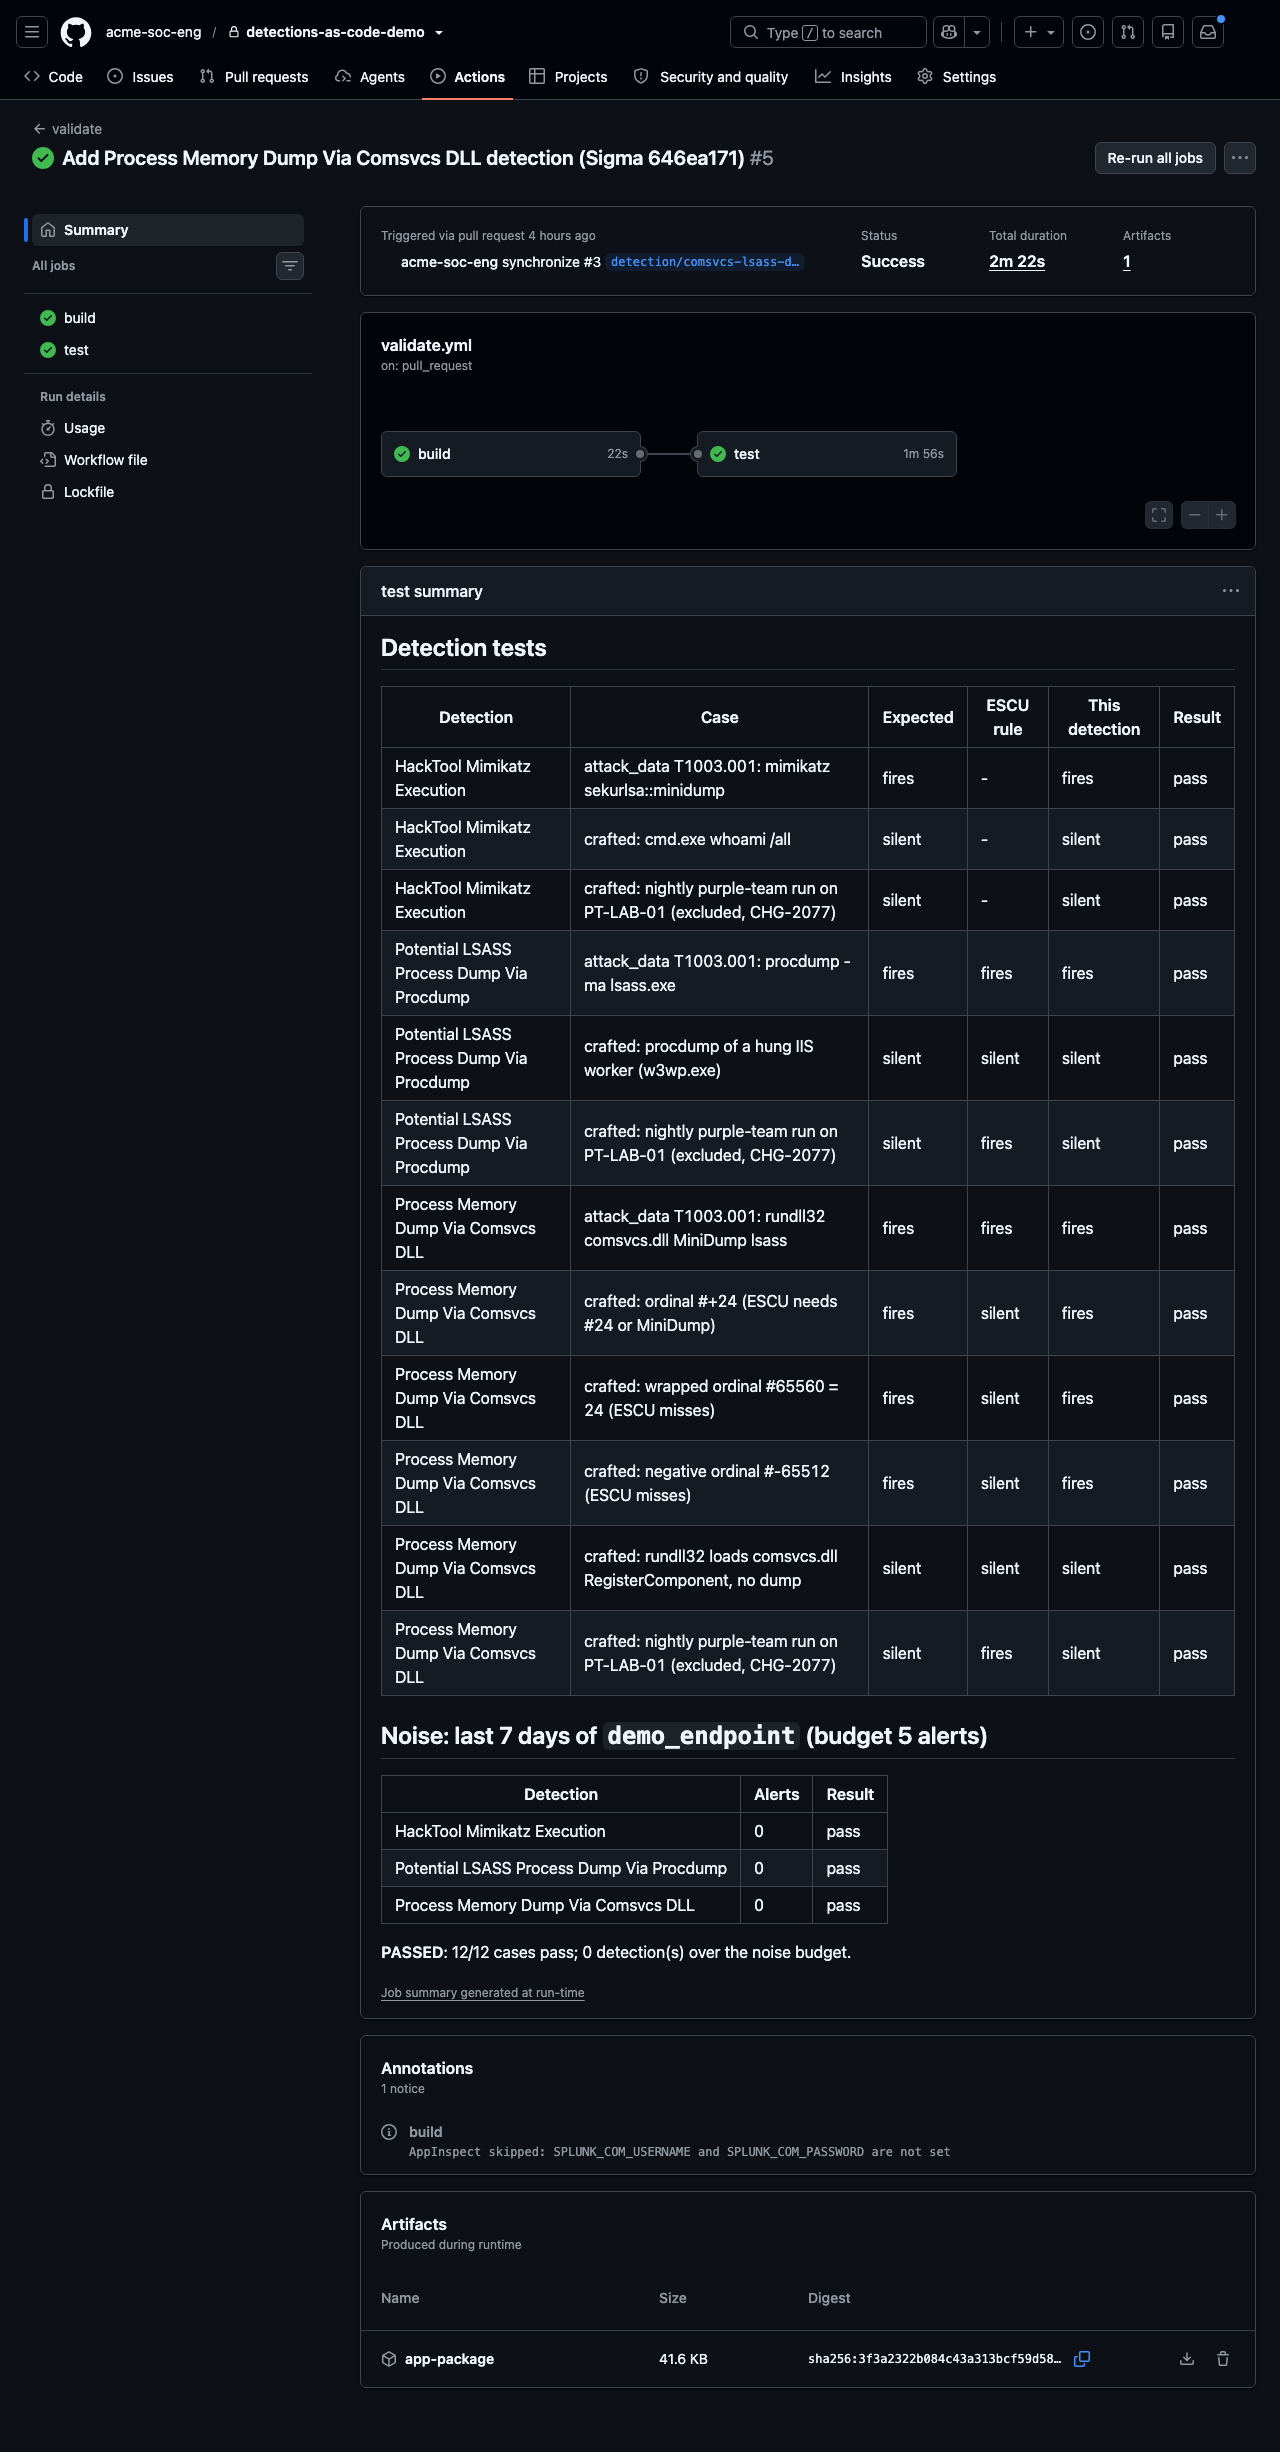 acme-soc-eng / detections-as-code-demo
Type / to search
Code Issues Pull requests Agents Actions Projects Security and quality Insights Settings
validate
Add Process Memory Dump Via Comsvcs DLL detection (Sigma 646ea171) #5
Re-run all jobs
Summary
All jobs
build
test
Run details
Usage
Workflow file
Lockfile
Triggered via pull request 4 hours ago
acme-soc-eng synchronize #3 detection/comsvcs-lsass-d…
Status
Success
Total duration
2m 22s
Artifacts
1
validate.yml
on: pull_request
build 22s
test 1m 56s
test summary
Detection tests
Detection Case Expected ESCU rule This detection Result
HackTool Mimikatz Execution attack_data T1003.001: mimikatz sekurlsa::minidump fires - fires pass
HackTool Mimikatz Execution crafted: cmd.exe whoami /all silent - silent pass
HackTool Mimikatz Execution crafted: nightly purple-team run on PT-LAB-01 (excluded, CHG-2077) silent - silent pass
Potential LSASS Process Dump Via Procdump attack_data T1003.001: procdump -ma lsass.exe fires fires fires pass
Potential LSASS Process Dump Via Procdump crafted: procdump of a hung IIS worker (w3wp.exe) silent silent silent pass
Potential LSASS Process Dump Via Procdump crafted: nightly purple-team run on PT-LAB-01 (excluded, CHG-2077) silent fires silent pass
Process Memory Dump Via Comsvcs DLL attack_data T1003.001: rundll32 comsvcs.dll MiniDump lsass fires fires fires pass
Process Memory Dump Via Comsvcs DLL crafted: ordinal #+24 (ESCU needs #24 or MiniDump) fires silent fires pass
Process Memory Dump Via Comsvcs DLL crafted: wrapped ordinal #65560 = 24 (ESCU misses) fires silent fires pass
Process Memory Dump Via Comsvcs DLL crafted: negative ordinal #-65512 (ESCU misses) fires silent fires pass
Process Memory Dump Via Comsvcs DLL crafted: rundll32 loads comsvcs.dll RegisterComponent, no dump silent silent silent pass
Process Memory Dump Via Comsvcs DLL crafted: nightly purple-team run on PT-LAB-01 (excluded, CHG-2077) silent fires silent pass
Noise: last 7 days of demo_endpoint (budget 5 alerts)
Detection Alerts Result
HackTool Mimikatz Execution 0 pass
Potential LSASS Process Dump Via Procdump 0 pass
Process Memory Dump Via Comsvcs DLL 0 pass
PASSED: 12/12 cases pass; 0 detection(s) over the noise budget.
Job summary generated at run-time
Annotations
1 notice
build
AppInspect skipped: SPLUNK_COM_USERNAME and SPLUNK_COM_PASSWORD are not set
Artifacts
Produced during runtime
Name Size Digest
app-package 41.6 KB sha256:3f3a2322b084c43a313bcf59d58…